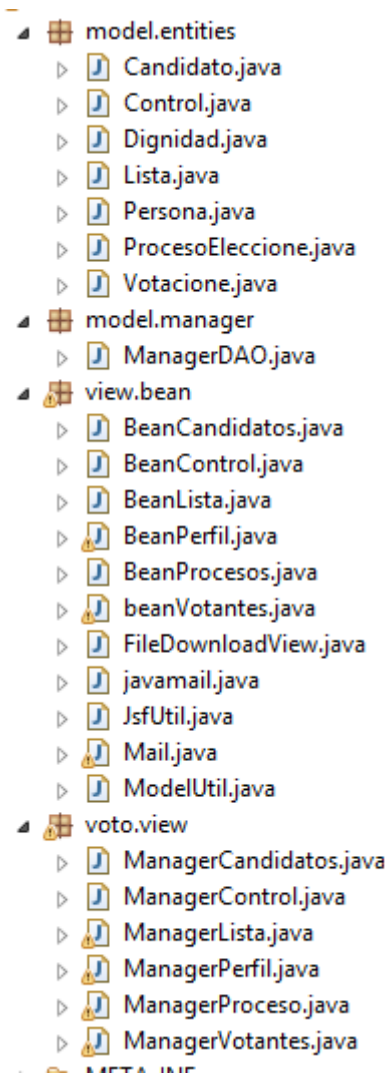 model.entities
Candidato.java
Control.java
Dignidad.java
Lista.java
Persona.java
ProcesoEleccione.java
Votacione.java
model.manager
ManagerDAO.java
view.bean
BeanCandidatos.java
BeanControl.java
BeanLista.java
BeanPerfil.java
BeanProcesos.java
beanVotantes.java
FileDownloadView.java
javamail.java
JsfUtil.java
Mail.java
ModelUtil.java
voto.view
ManagerCandidatos.java
ManagerControl.java
ManagerLista.java
ManagerPerfil.java
ManagerProceso.java
ManagerVotantes.java
META-INF